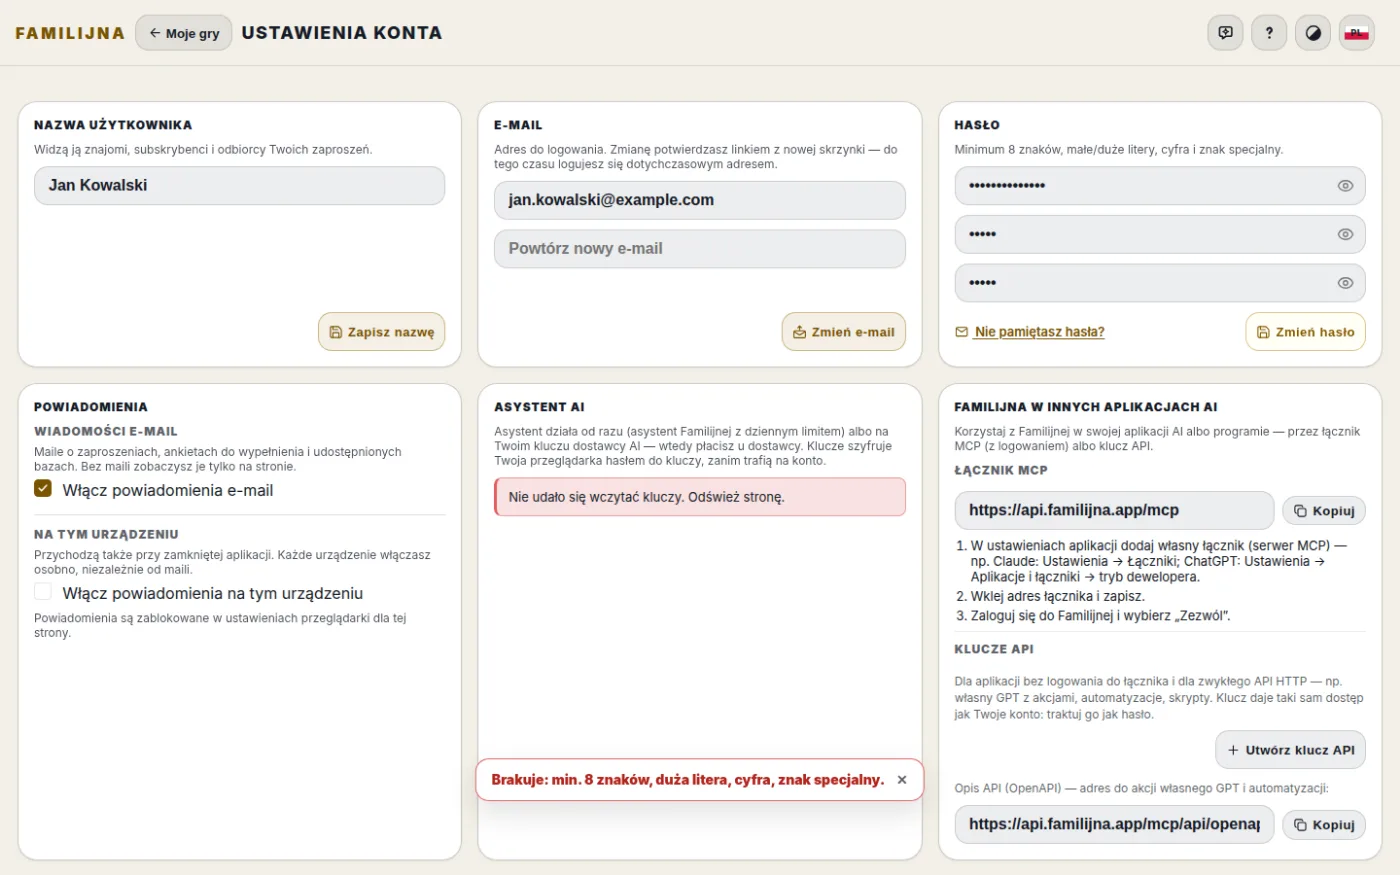 FAMILIJNA
← Moje gry
USTAWIENIA KONTA
?
PL
NAZWA UŻYTKOWNIKA
Widzą ją znajomi, subskrybenci i odbiorcy Twoich zaproszeń.
Jan Kowalski
Zapisz nazwę
E-MAIL
Adres do logowania. Zmianę potwierdzasz linkiem z nowej skrzynki — do
tego czasu logujesz się dotychczasowym adresem.
jan.kowalski@example.com
Powtórz nowy e-mail
Zmień e-mail
HASŁO
Minimum 8 znaków, małe/duże litery, cyfra i znak specjalny.
••••••••••••••
•••••
•••••
Nie pamiętasz hasła?
Zmień hasło
POWIADOMIENIA
WIADOMOŚCI E-MAIL
Maile o zaproszeniach, ankietach do wypełnienia i udostępnionych
bazach. Bez maili zobaczysz je tylko na stronie.
Włącz powiadomienia e-mail
NA TYM URZĄDZENIU
Przychodzą także przy zamkniętej aplikacji. Każde urządzenie włączasz
osobno, niezależnie od maili.
Włącz powiadomienia na tym urządzeniu
Powiadomienia są zablokowane w ustawieniach przeglądarki dla tej
strony.
ASYSTENT AI
Asystent działa od razu (asystent Familijnej z dziennym limitem) albo na
Twoim kluczu dostawcy AI — wtedy płacisz u dostawcy. Klucze szyfruje
Twoja przeglądarka hasłem do kluczy, zanim trafią na konto.
Nie udało się wczytać kluczy. Odśwież stronę.
Brakuje: min. 8 znaków, duża litera, cyfra, znak specjalny. ×
FAMILIJNA W INNYCH APLIKACJACH AI
Korzystaj z Familijnej w swojej aplikacji AI albo programie — przez łącznik
MCP (z logowaniem) albo klucz API.
ŁĄCZNIK MCP
https://api.familijna.app/mcp
Kopiuj
1. W ustawieniach aplikacji dodaj własny łącznik (serwer MCP) —
np. Claude: Ustawienia → Łączniki; ChatGPT: Ustawienia →
Aplikacje i łączniki → tryb dewelopera.
2. Wklej adres łącznika i zapisz.
3. Zaloguj się do Familijnej i wybierz „Zezwól”.
KLUCZE API
Dla aplikacji bez logowania do łącznika i dla zwykłego API HTTP — np.
własny GPT z akcjami, automatyzacje, skrypty. Klucz daje taki sam dostęp
jak Twoje konto: traktuj go jak hasło.
+ Utwórz klucz API
Opis API (OpenAPI) — adres do akcji własnego GPT i automatyzacji:
https://api.familijna.app/mcp/api/openap
Kopiuj